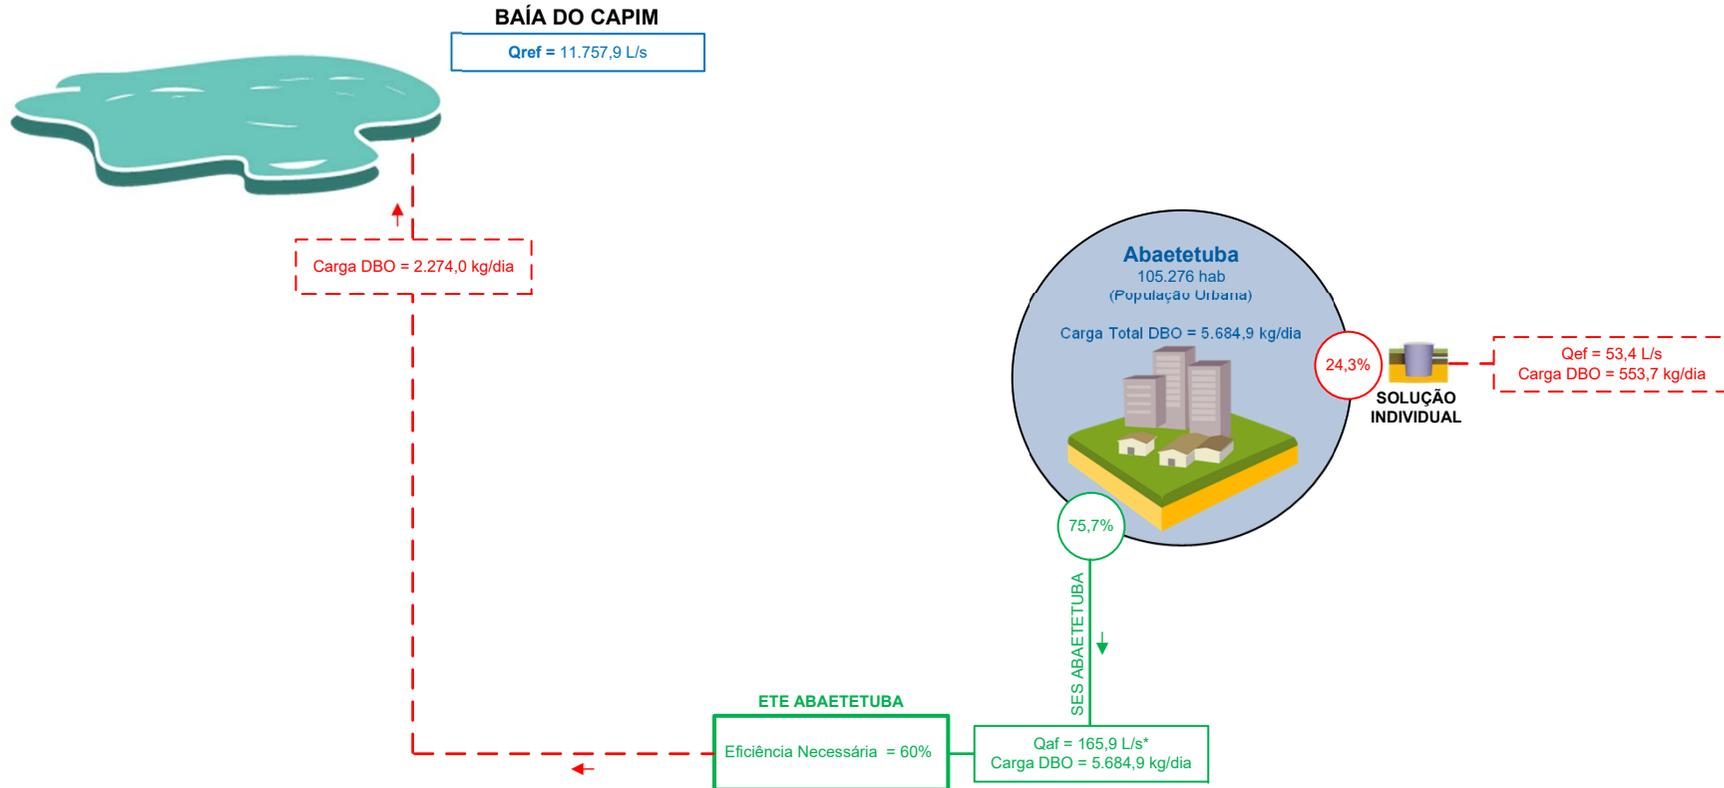 BAÍA DO CAPIM
Qref = 11.757,9 L/s
Carga DBO = 2.274,0 kg/dia
Abaetetuba
105.276 hab
(População Urbana)
Carga Total DBO = 5.684,9 kg/dia
24,3%
SOLUÇÃO
INDIVIDUAL
Qef = 53,4 L/s
Carga DBO = 553,7 kg/dia
75,7%
SES ABAETETUBA
ETE ABAETETUBA
Eficiência Necessária = 60%
Qaf = 165,9 L/s*
Carga DBO = 5.684,9 kg/dia